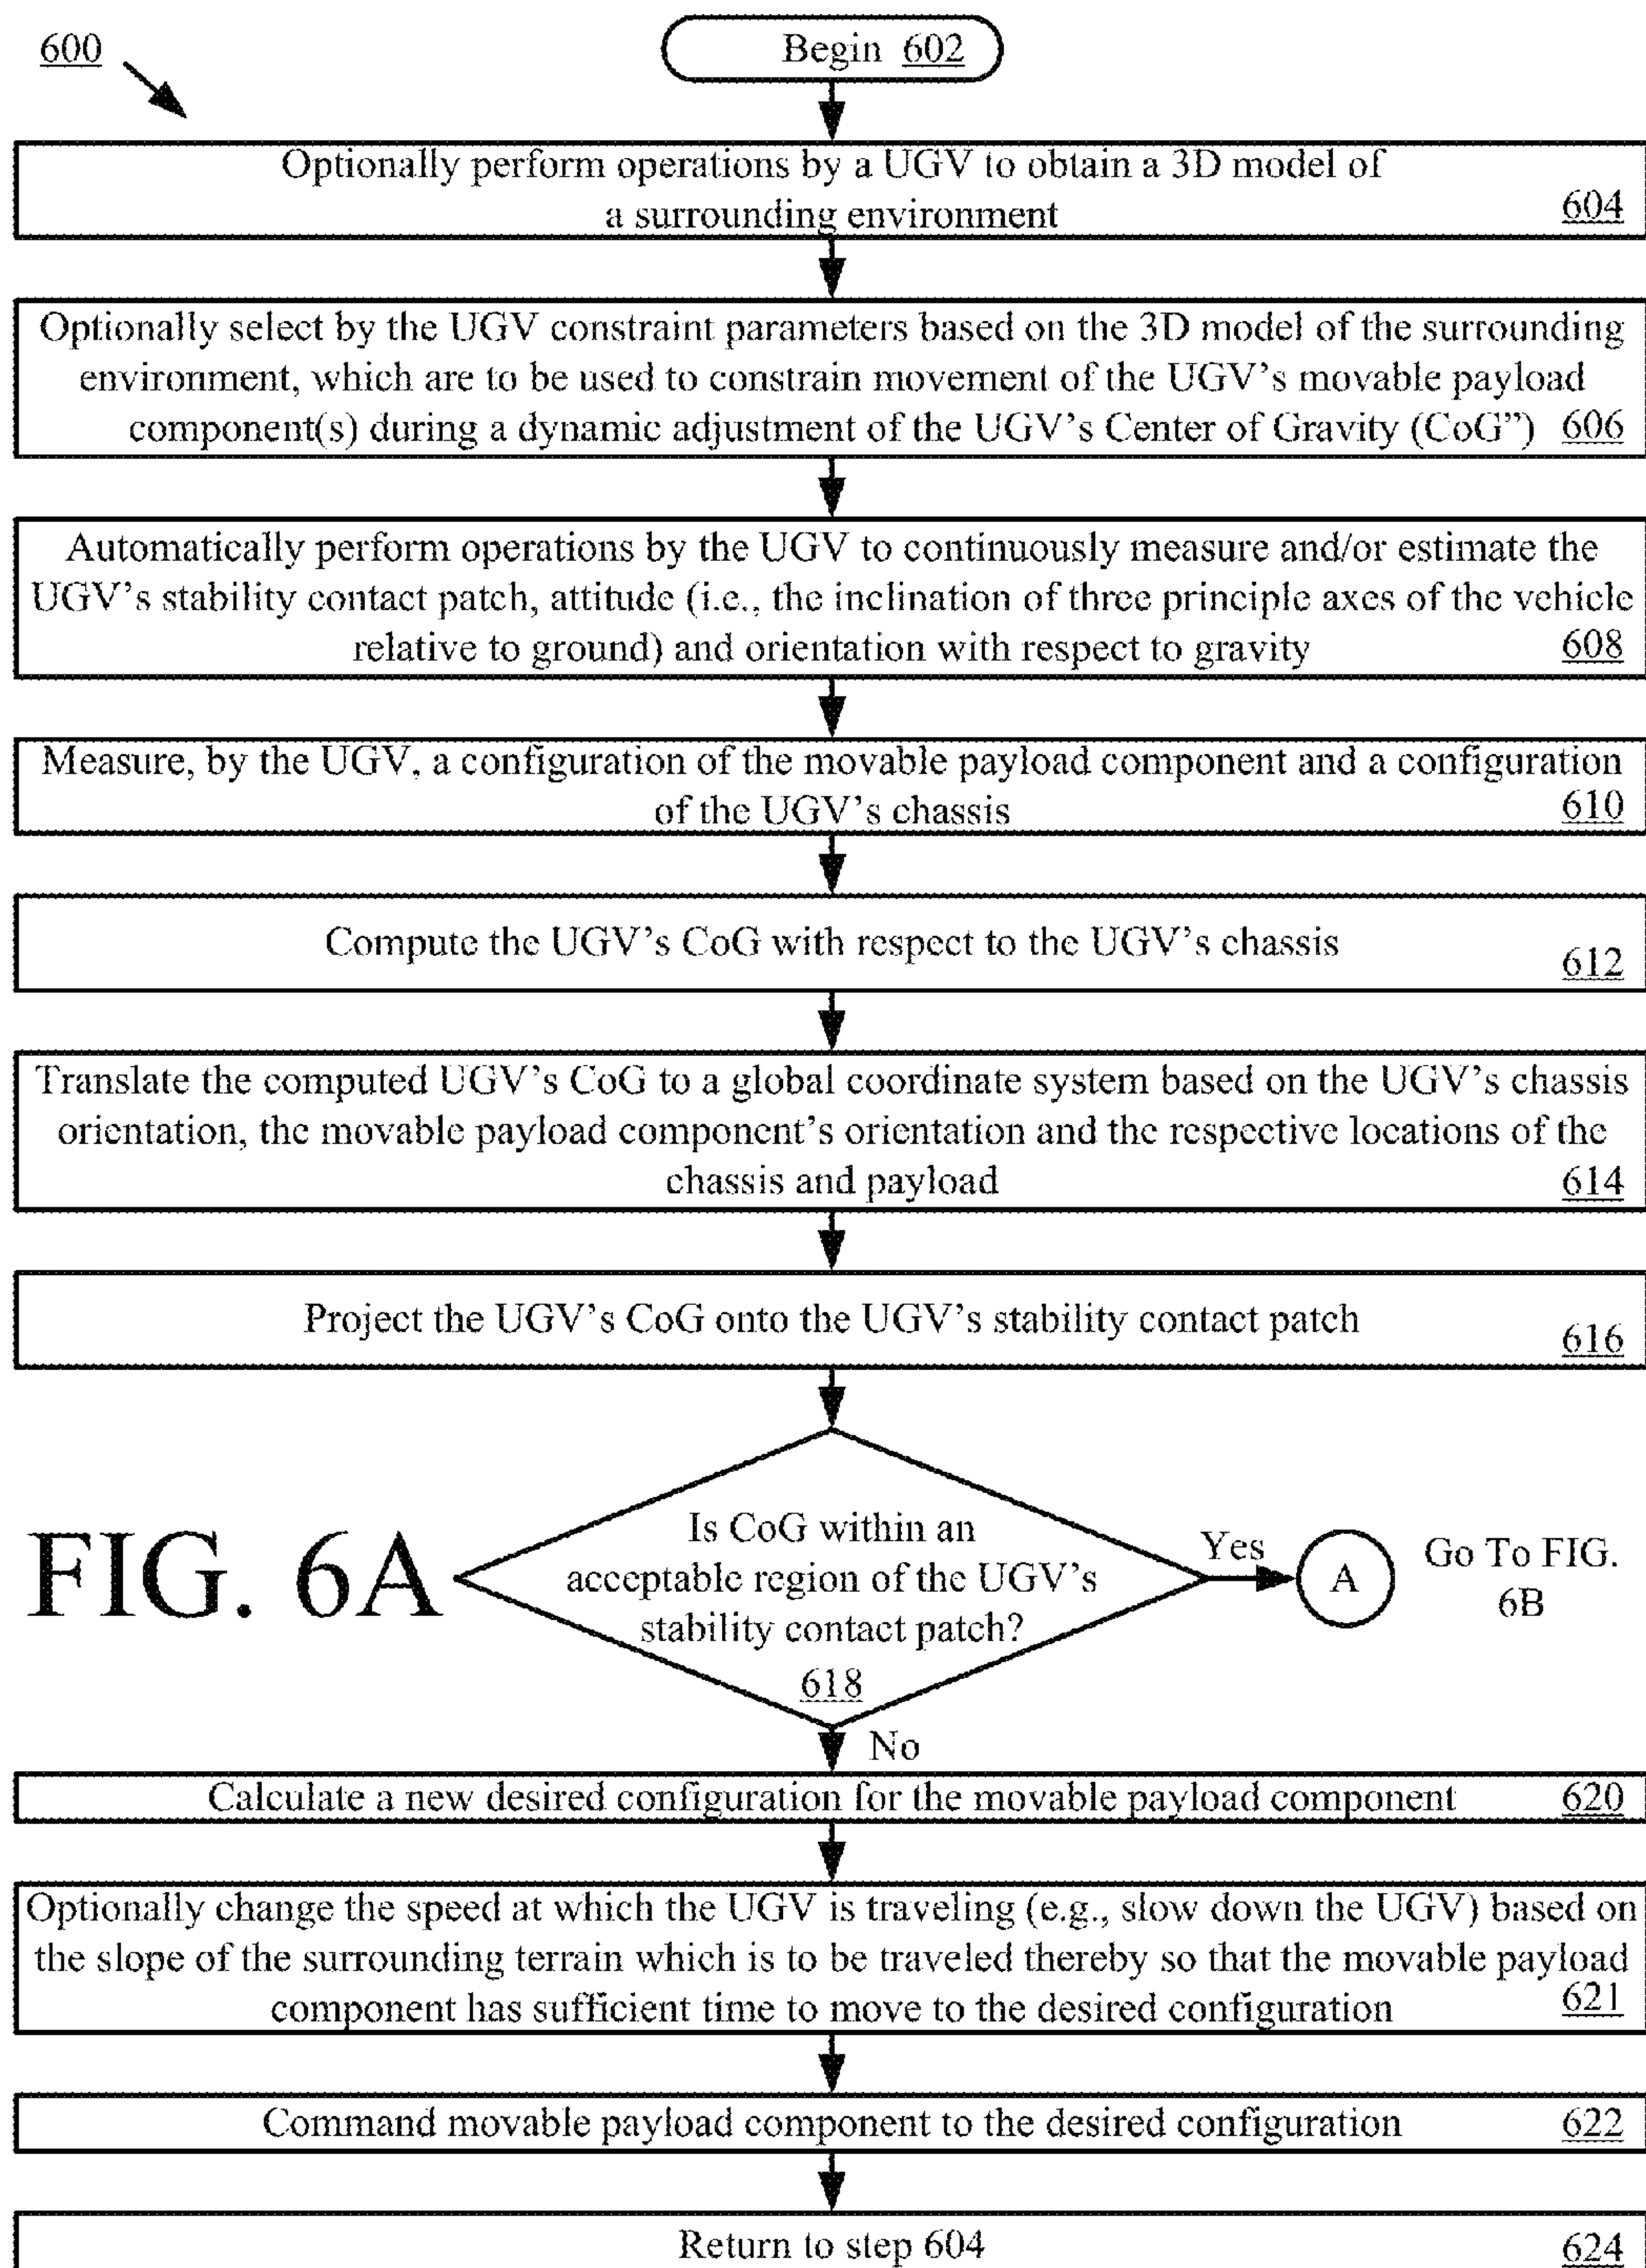 600
Begin 602
Optionally perform operations by a UGV to obtain a 3D model of
a surrounding environment
604
Optionally select by the UGV constraint parameters based on the 3D model of the surrounding
environment, which are to be used to constrain movement of the UGV's movable payload
component(s) during a dynamic adjustment of the UGV's Center of Gravity (CoG”) 606
Automatically perform operations by the UGV to continuously measure and/or estimate the
UGV's stability contact patch, attitude (i.e., the inclination of three principle axes of the vehicle
relative to ground) and orientation with respect to gravity 608
Measure, by the UGV, a configuration of the movable payload component and a configuration
of the UGV's chassis 610
Compute the UGV's CoG with respect to the UGV's chassis
612
Translate the computed UGV's CoG to a global coordinate system based on the UGV's chassis
orientation, the movable payload component's orientation and the respective locations of the
chassis and payload 614
Project the UGV's CoG onto the UGV's stability contact patch
616
Is CoG within an
acceptable region of the UGV's
stability contact patch?
618
Yes
A
Go To FIG.
6B
FIG. 6A
No
Calculate a new desired configuration for the movable payload component 620
Optionally change the speed at which the UGV is traveling (e.g., slow down the UGV) based on
the slope of the surrounding terrain which is to be traveled thereby so that the movable payload
component has sufficient time to move to the desired configuration 621
Command movable payload component to the desired configuration 622
Return to step 604 624